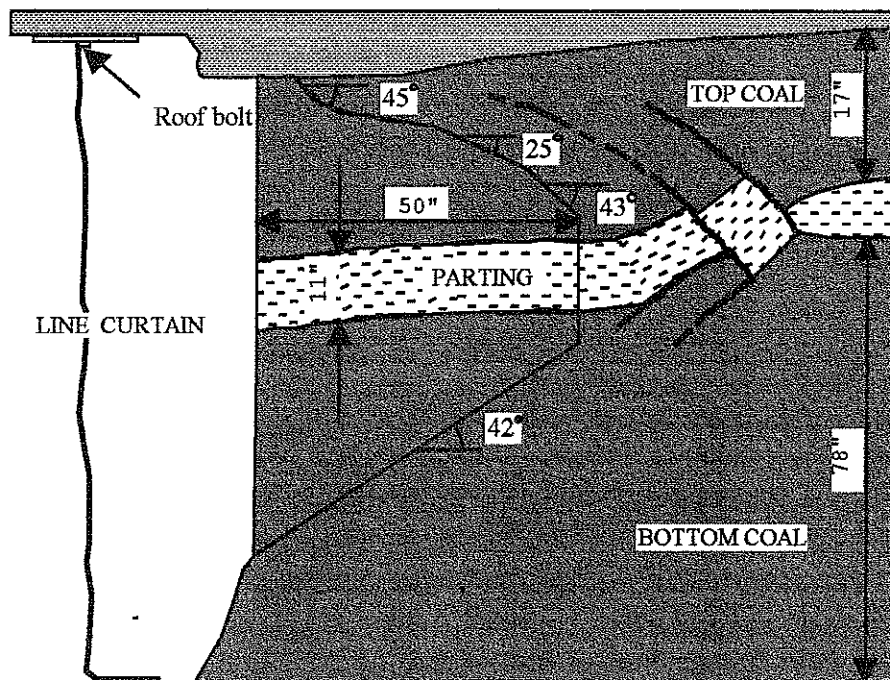 TOP COAL
17"
45°
Roof bolt
25°
50"
43°
11"
PARTING
LINE CURTAIN
42°
78"
BOTTOM COAL